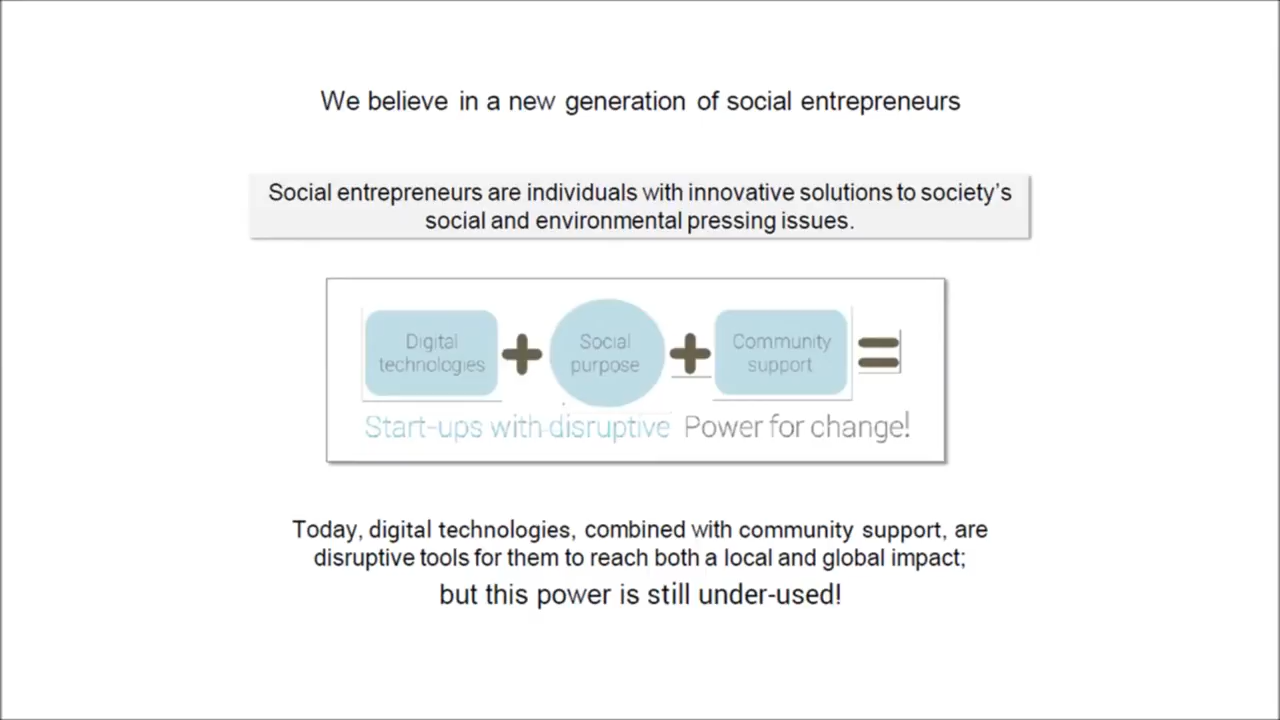 We believe in a new generation of social entrepreneurs
Social entrepreneurs are individuals with innovative solutions to society's
social and environmental pressing issues.
Digital
technologies
+
Social
purpose
+
Community
support
=
Start-ups with disruptive Power for change!
Today, digital technologies, combined with community support, are
disruptive tools for them to reach both a local and global impact;
but this power is still under-used!